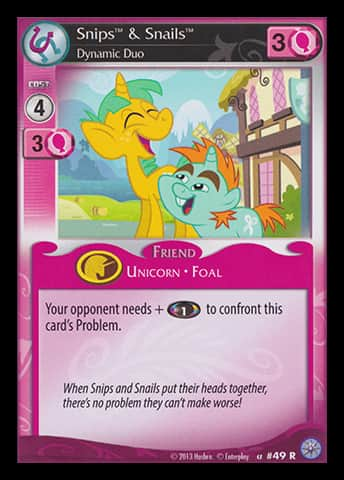 Snips™ & Snails™
Dynamic Duo
3
COST
4
3
FRIEND
UNICORN • FOAL
Your opponent needs + 1 to confront this
card's Problem.
When Snips and Snails put their heads together,
there's no problem they can't make worse!
© 2013 Hasbro. © Enterplay α #49 R